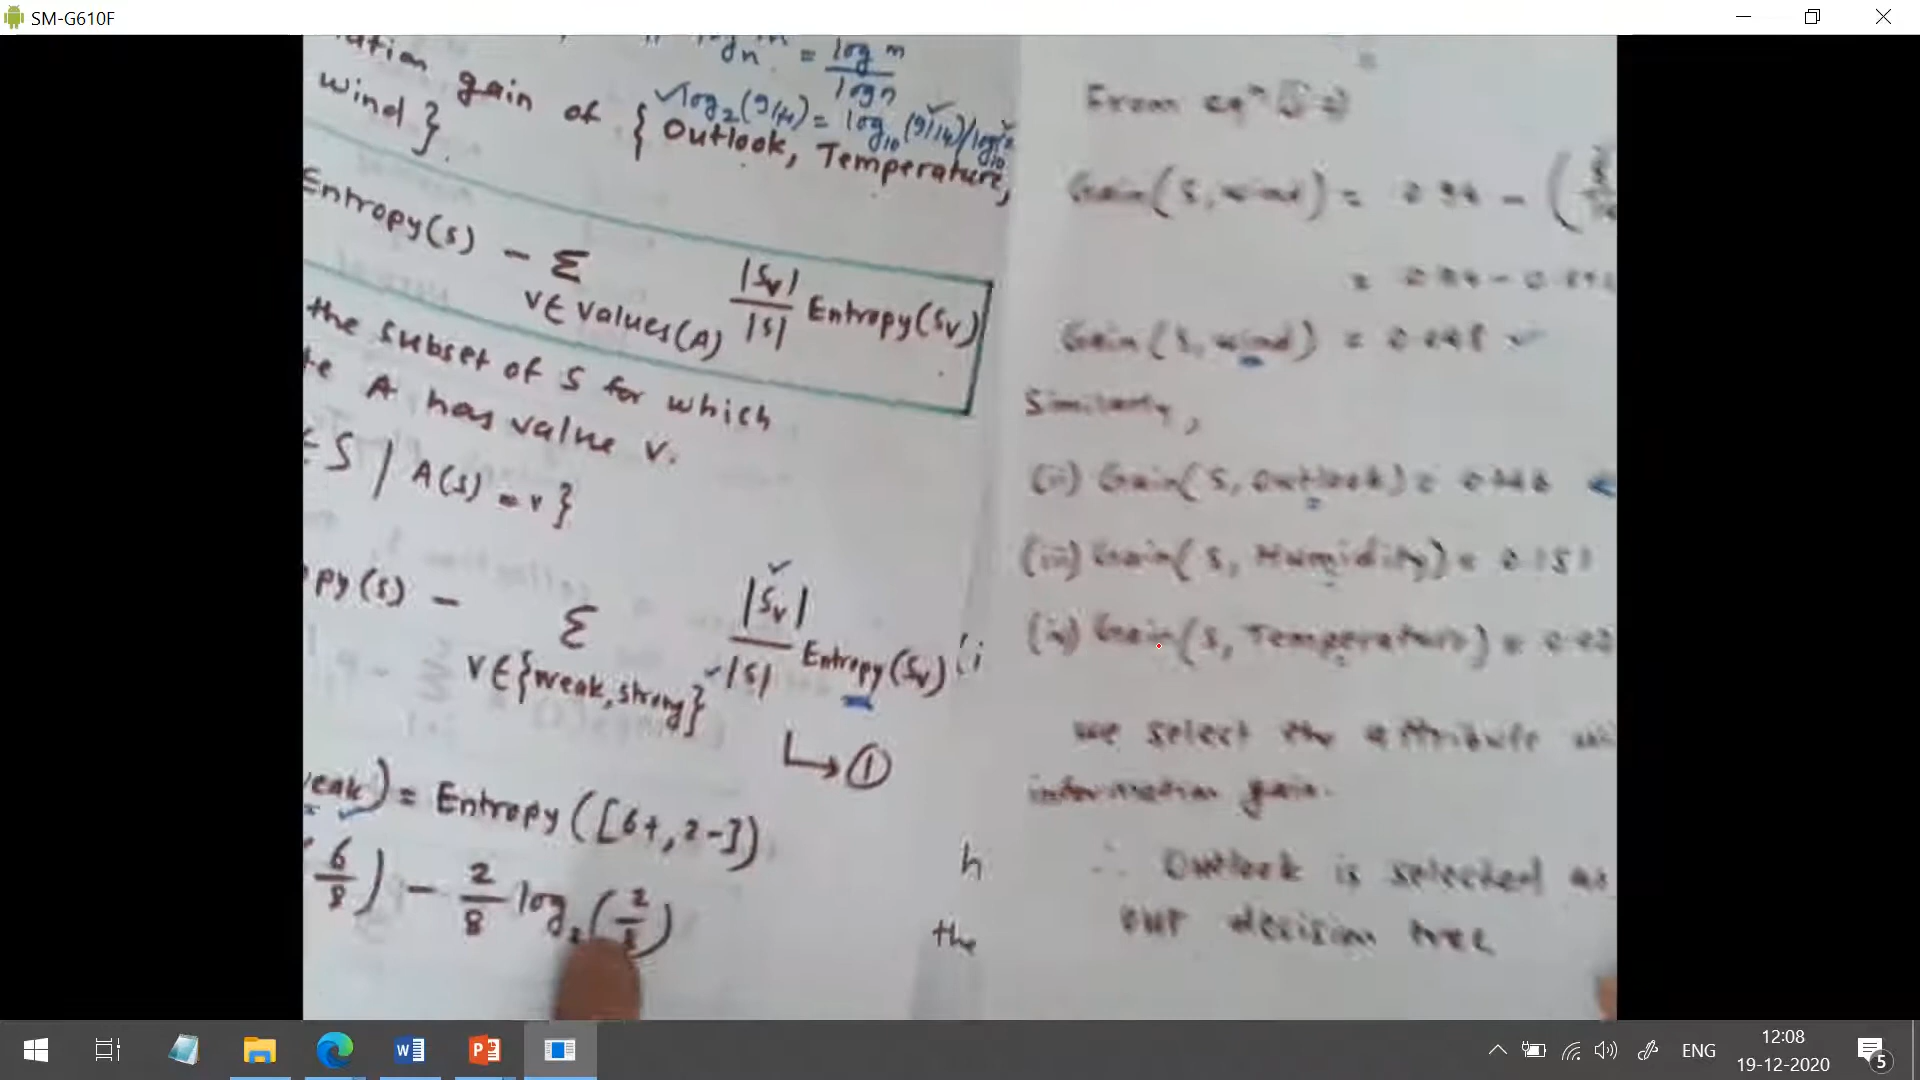 SM-G610F
= log m / log n
gain of { Outlook, Temperature,
✓log₂(9/14) = log₁₀(9/14)/log₁₀2
wind }.
Entropy(S) - Σ v∈values(A) |Sv|/|S| Entropy(Sv)
the subset of S for which
A has value v.
S / A(S) = v }
py(S) - Σ v∈{weak,strong} |Sv|/|S| Entropy(Sv)
↳ ①
eak) = Entropy([6+, 2-])
6/8) - 2/8 log₂(2/8)
h
the
From eqⁿ
Gain(S, wind) = 0.94 - (8/14
Gain(S, wind) = 0.048 ✓
Similarly,
(ii) Gain(S, Outlook) = 0.246
(iii) Gain(S, Humidity) = 0.151
(iv) Gain(S, Temperature) = 0.02
we select the attribute
information gain.
∴ Outlook is selected as
our decision tree
ENG
12:08
19-12-2020
5